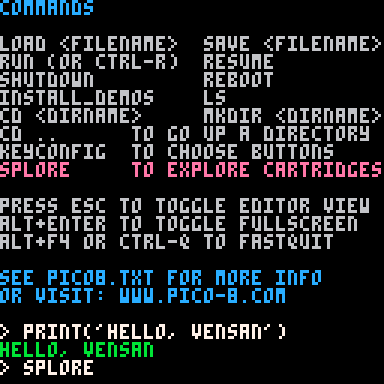 COMMANDS
LOAD <FILENAME>  SAVE <FILENAME>
RUN (OR CTRL-R)  RESUME
SHUTDOWN         REBOOT
INSTALL_DEMOS    LS
CD <DIRNAME>     MKDIR <DIRNAME>
CD ..      TO GO UP A DIRECTORY
KEYCONFIG  TO CHOOSE BUTTONS
SPLORE     TO EXPLORE CARTRIDGES
PRESS ESC TO TOGGLE EDITOR VIEW
ALT+ENTER TO TOGGLE FULLSCREEN
ALT+F4 OR CTRL-Q TO FASTQUIT
SEE PICO8.TXT FOR MORE INFO
OR VISIT: WWW.PICO-8.COM
> PRINT('HELLO, VENSAN')
HELLO, VENSAN
> SPLORE